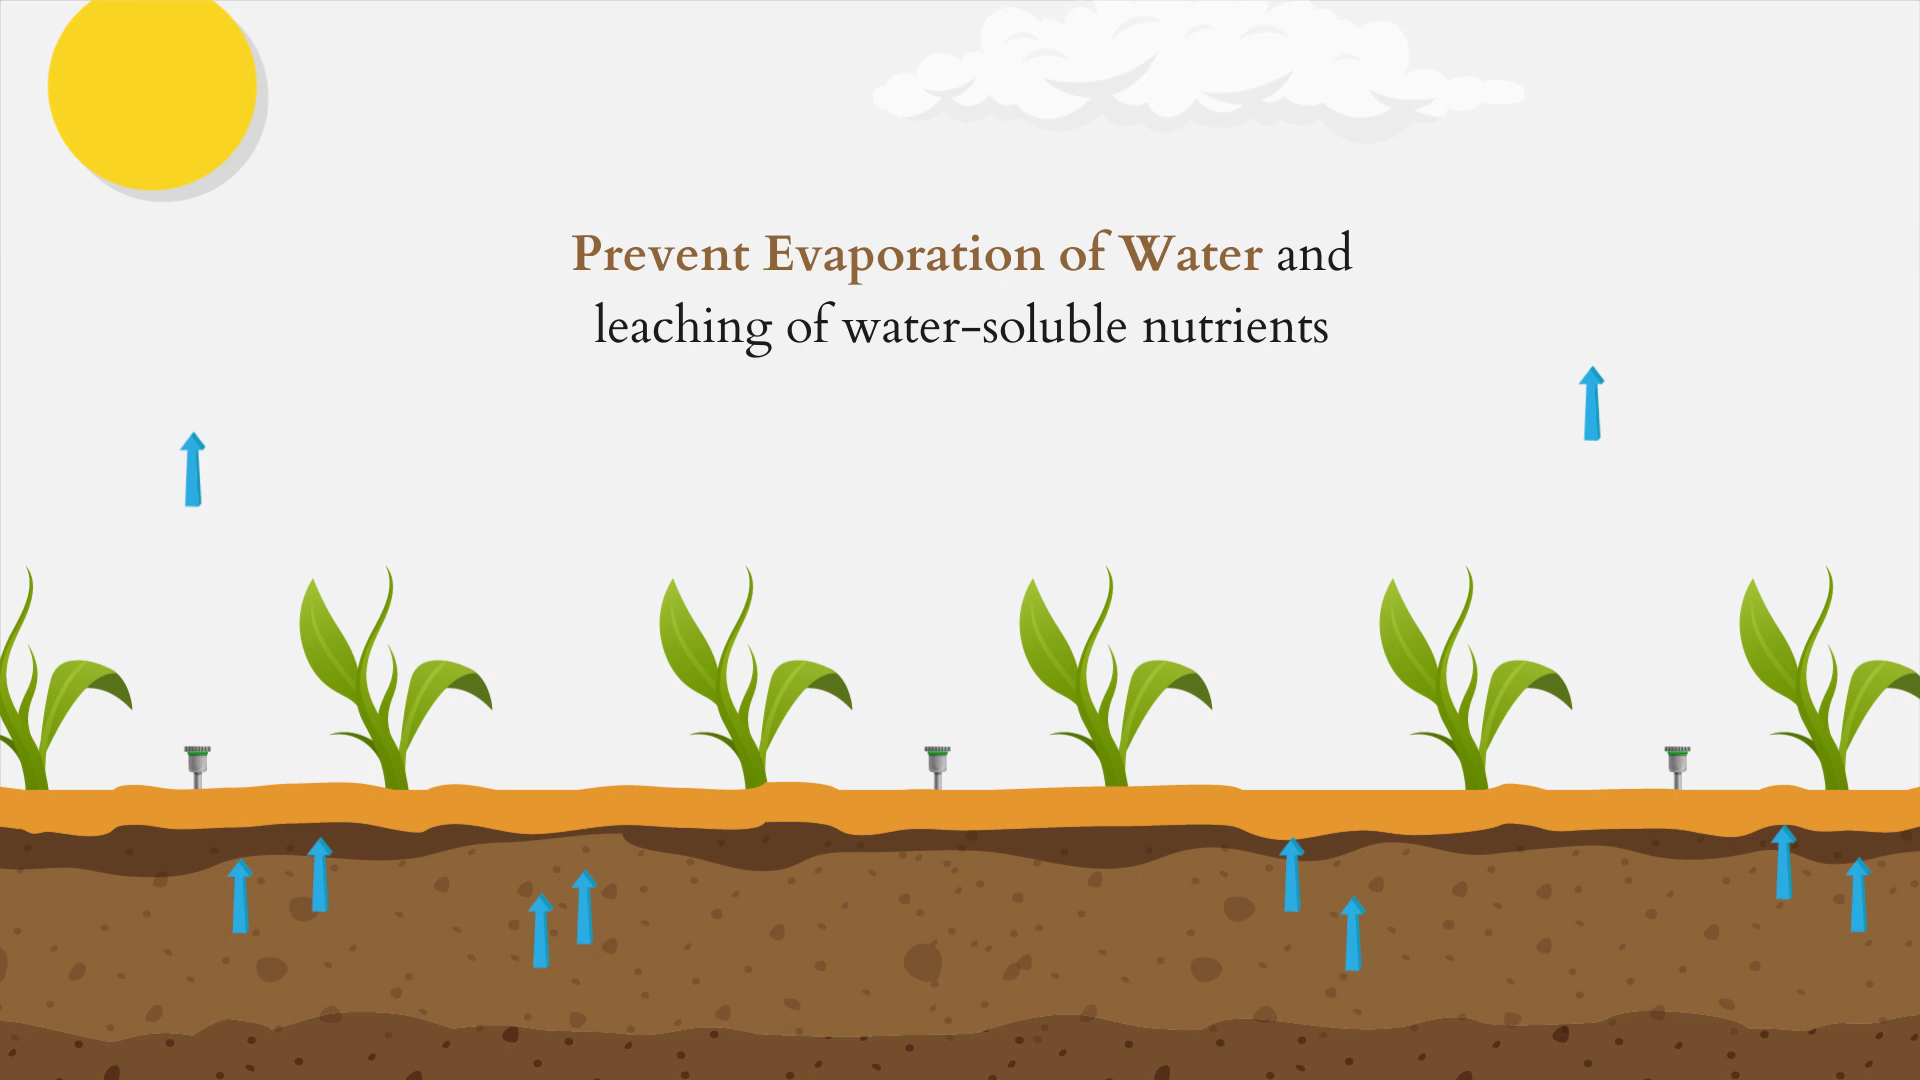 Prevent Evaporation of Water and
leaching of water-soluble nutrients